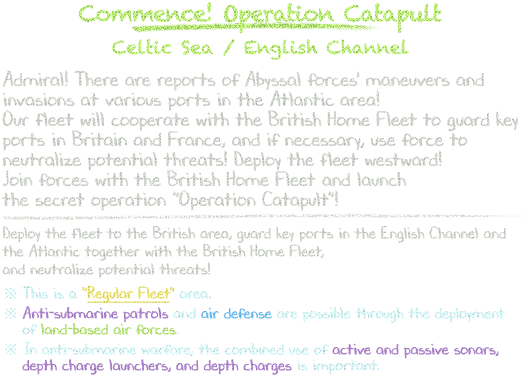 Commence! Operation Catapult
Celtic Sea / English Channel
Admiral! There are reports of Abyssal forces' maneuvers and
invasions at various ports in the Atlantic area!
Our fleet will cooperate with the British Home Fleet to guard key
ports in Britain and France, and if necessary, use force to
neutralize potential threats! Deploy the fleet westward!
Join forces with the British Home Fleet and launch
the secret operation "Operation Catapult"!
Deploy the fleet to the British area, guard key ports in the English Channel and
the Atlantic together with the British Home Fleet,
and neutralize potential threats!
※ This is a "Regular Fleet" area.
※ Anti-submarine patrols and air defense are possible through the deployment
of land-based air forces.
※ In anti-submarine warfare, the combined use of active and passive sonars,
depth charge launchers, and depth charges is important.